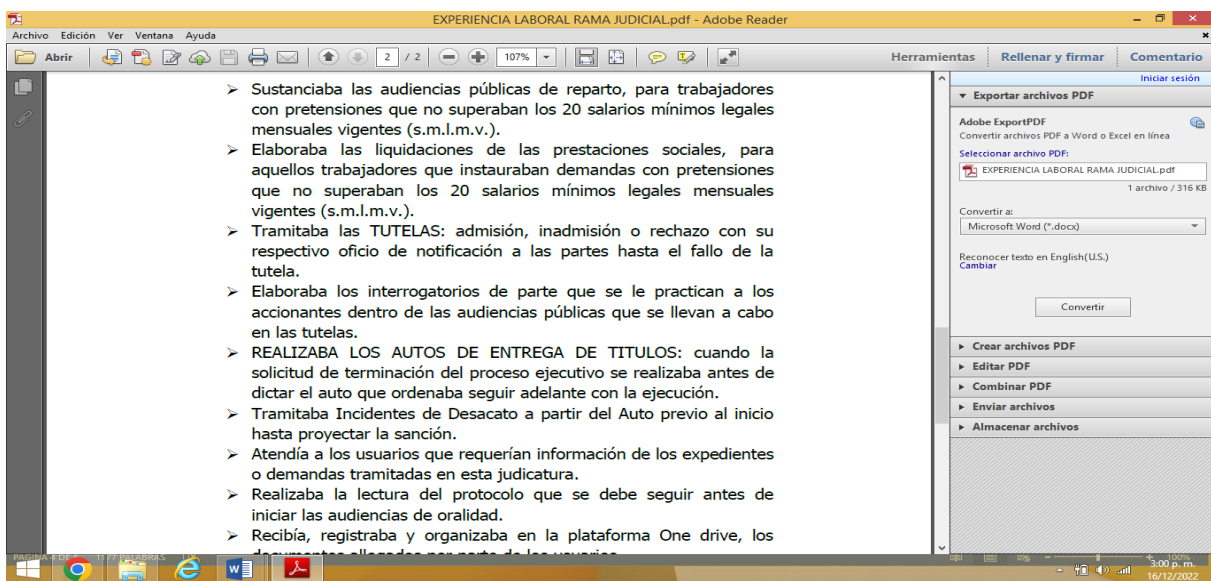 EXPERIENCIA LABORAL RAMA JUDICIAL.pdf - Adobe Reader
Archivo Edición Ver Ventana Ayuda
Abrir 2 / 2 107% Herramientas Rellenar y firmar Comentario
➢ Sustanciaba las audiencias públicas de reparto, para trabajadores
con pretensiones que no superaban los 20 salarios mínimos legales
mensuales vigentes (s.m.l.m.v.).
➢ Elaboraba las liquidaciones de las prestaciones sociales, para
aquellos trabajadores que instauraban demandas con pretensiones
que no superaban los 20 salarios mínimos legales mensuales
vigentes (s.m.l.m.v.).
➢ Tramitaba las TUTELAS: admisión, inadmisión o rechazo con su
respectivo oficio de notificación a las partes hasta el fallo de la
tutela.
➢ Elaboraba los interrogatorios de parte que se le practican a los
accionantes dentro de las audiencias públicas que se llevan a cabo
en las tutelas.
➢ REALIZABA LOS AUTOS DE ENTREGA DE TITULOS: cuando la
solicitud de terminación del proceso ejecutivo se realizaba antes de
dictar el auto que ordenaba seguir adelante con la ejecución.
➢ Tramitaba Incidentes de Desacato a partir del Auto previo al inicio
hasta proyectar la sanción.
➢ Atendía a los usuarios que requerían información de los expedientes
o demandas tramitadas en esta judicatura.
➢ Realizaba la lectura del protocolo que se debe seguir antes de
iniciar las audiencias de oralidad.
➢ Recibía, registraba y organizaba en la plataforma One drive, los
Iniciar sesión
Exportar archivos PDF
Adobe ExportPDF
Convertir archivos PDF a Word o Excel en línea
Seleccionar archivo PDF:
EXPERIENCIA LABORAL RAMA JUDICIAL.pdf
1 archivo / 316 KB
Convertir a:
Microsoft Word (*.docx)
Reconocer texto en English(U.S.)
Cambiar
Convertir
Crear archivos PDF
Editar PDF
Combinar PDF
Enviar archivos
Almacenar archivos
100%
3:00 p. m.
16/12/2022